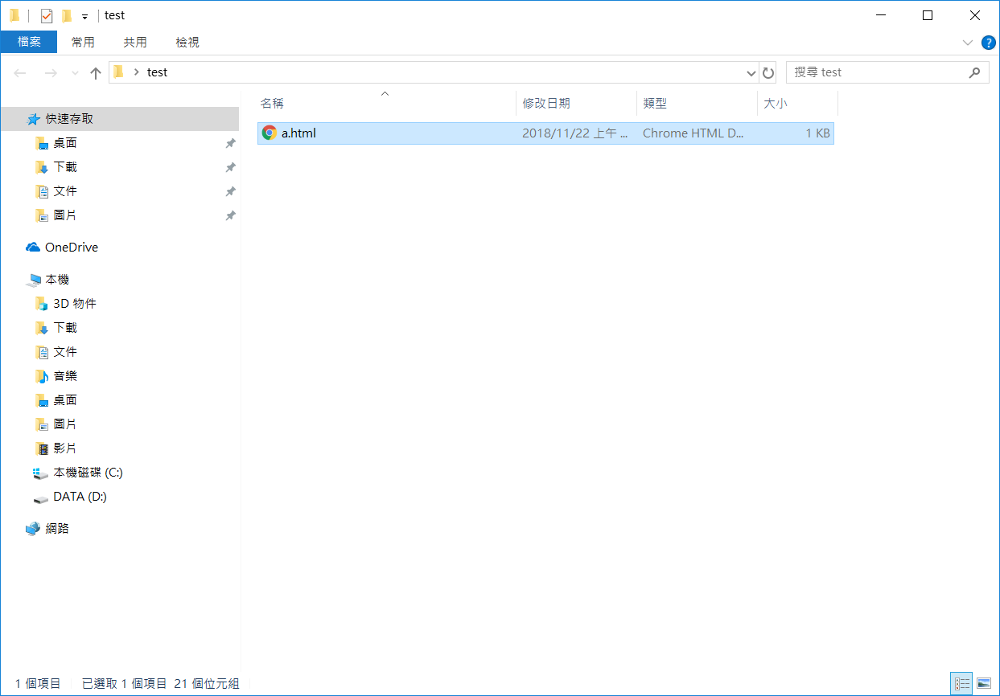 test
檔案 常用 共用 檢視
test
搜尋 test
名稱 修改日期 類型 大小
a.html 2018/11/22 上午 ... Chrome HTML D... 1 KB
快速存取
桌面
下載
文件
圖片
OneDrive
本機
3D 物件
下載
文件
音樂
桌面
圖片
影片
本機磁碟 (C:)
DATA (D:)
網路
1 個項目 已選取 1 個項目 21 個位元組